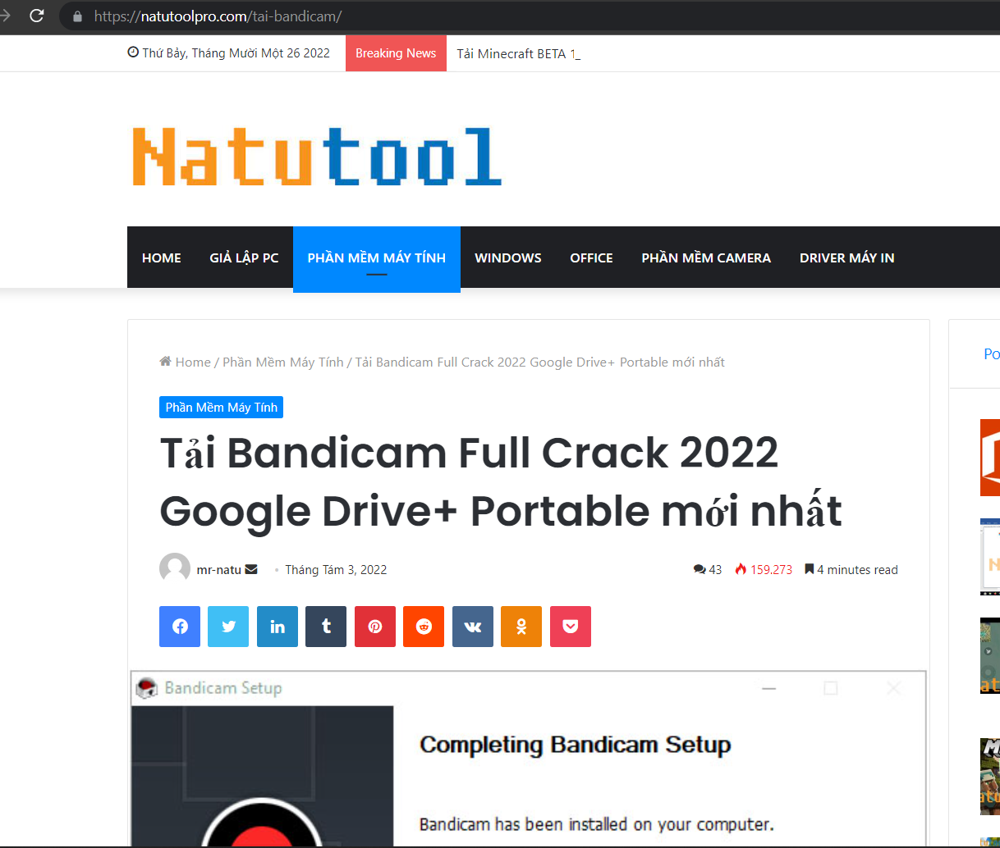 https://natutoolpro.com/tai-bandicam/
Thứ Bảy, Tháng Mười Một 26 2022
Breaking News
Tải Minecraft BETA 1_
Natutool
HOME
GIẢ LẬP PC
PHẦN MỀM MÁY TÍNH
WINDOWS
OFFICE
PHẦN MỀM CAMERA
DRIVER MÁY IN
Home / Phần Mềm Máy Tính / Tải Bandicam Full Crack 2022 Google Drive+ Portable mới nhất
Po
Phần Mềm Máy Tính
Tải Bandicam Full Crack 2022
Google Drive+ Portable mới nhất
mr-natu
Tháng Tám 3, 2022
43
159.273
4 minutes read
Bandicam Setup
Completing Bandicam Setup
Bandicam has been installed on your computer.